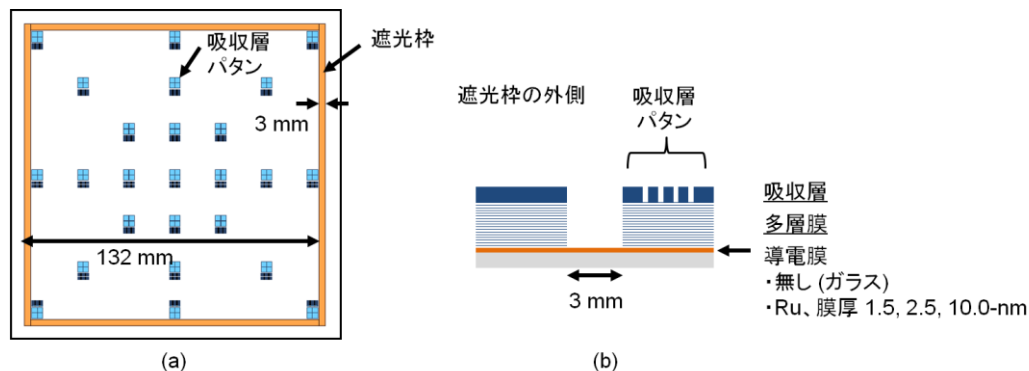 吸収層
パタン
遮光枠
3 mm
132 mm
(a)
遮光枠の外側
吸収層
パタン
吸収層
多層膜
導電膜
・無し (ガラス)
・Ru、膜厚 1.5, 2.5, 10.0-nm
3 mm
(b)